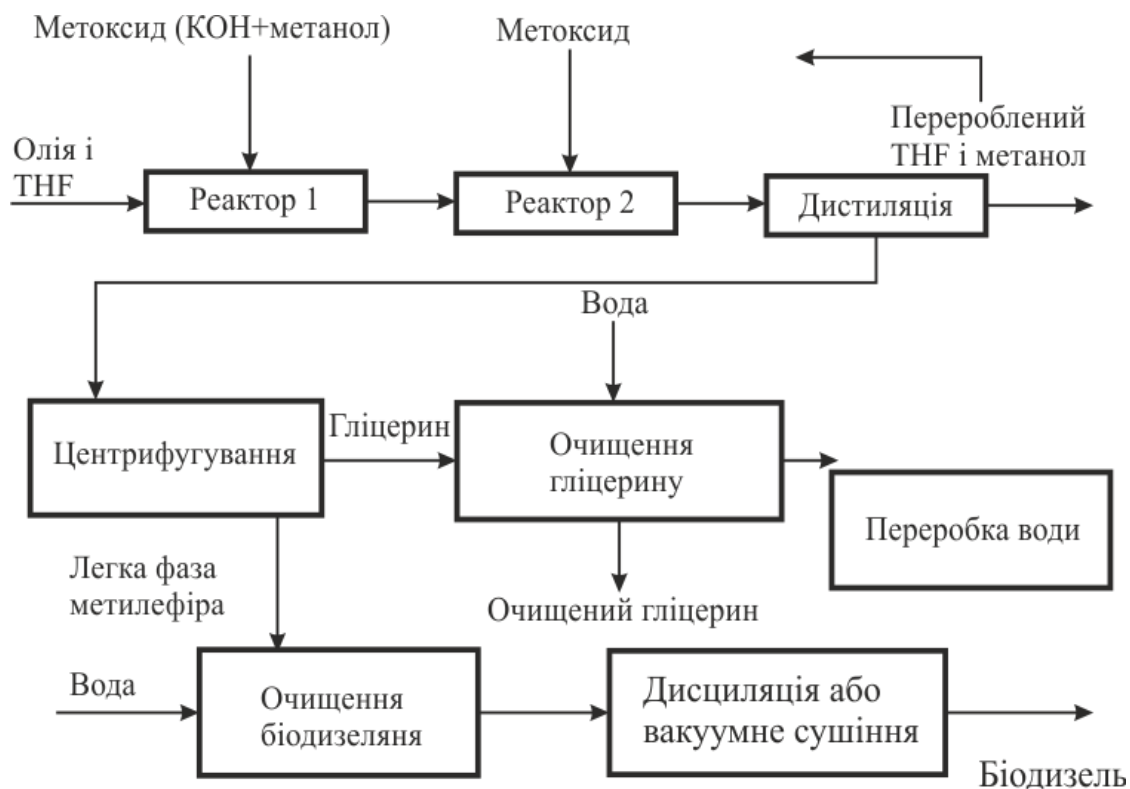 Метоксид (КОН+метанол)
Метоксид
Олія і
THF
Реактор 1
Реактор 2
Дистиляція
Перероблений
THF і метанол
Вода
Центрифугування
Гліцерин
Очищення
гліцерину
Переробка води
Легка фаза
метилефіра
Очищений гліцерин
Вода
Очищення
біодизеляня
Дисциляція або
вакуумне сушіння
Біодизель